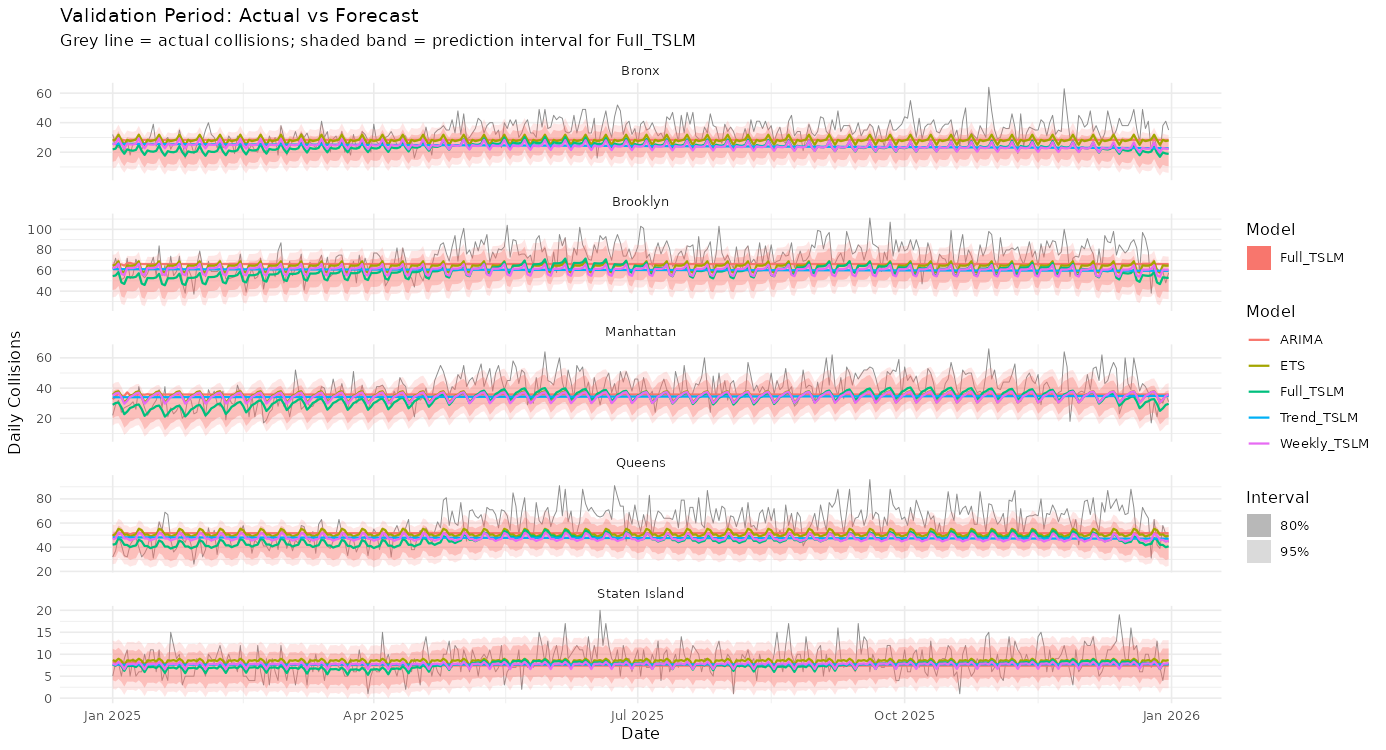 Validation Period: Actual vs Forecast
Grey line = actual collisions; shaded band = prediction interval for Full_TSLM
Daily Collisions
Bronx
60
40
20
Brooklyn
100
80
60
40
Manhattan
60
40
20
Queens
80
60
40
20
Staten Island
20
15
10
5
0
Jan 2025
Apr 2025
Jul 2025
Oct 2025
Jan 2026
Date
Model
Full_TSLM
Model
ARIMA
ETS
Full_TSLM
Trend_TSLM
Weekly_TSLM
Interval
80%
95%